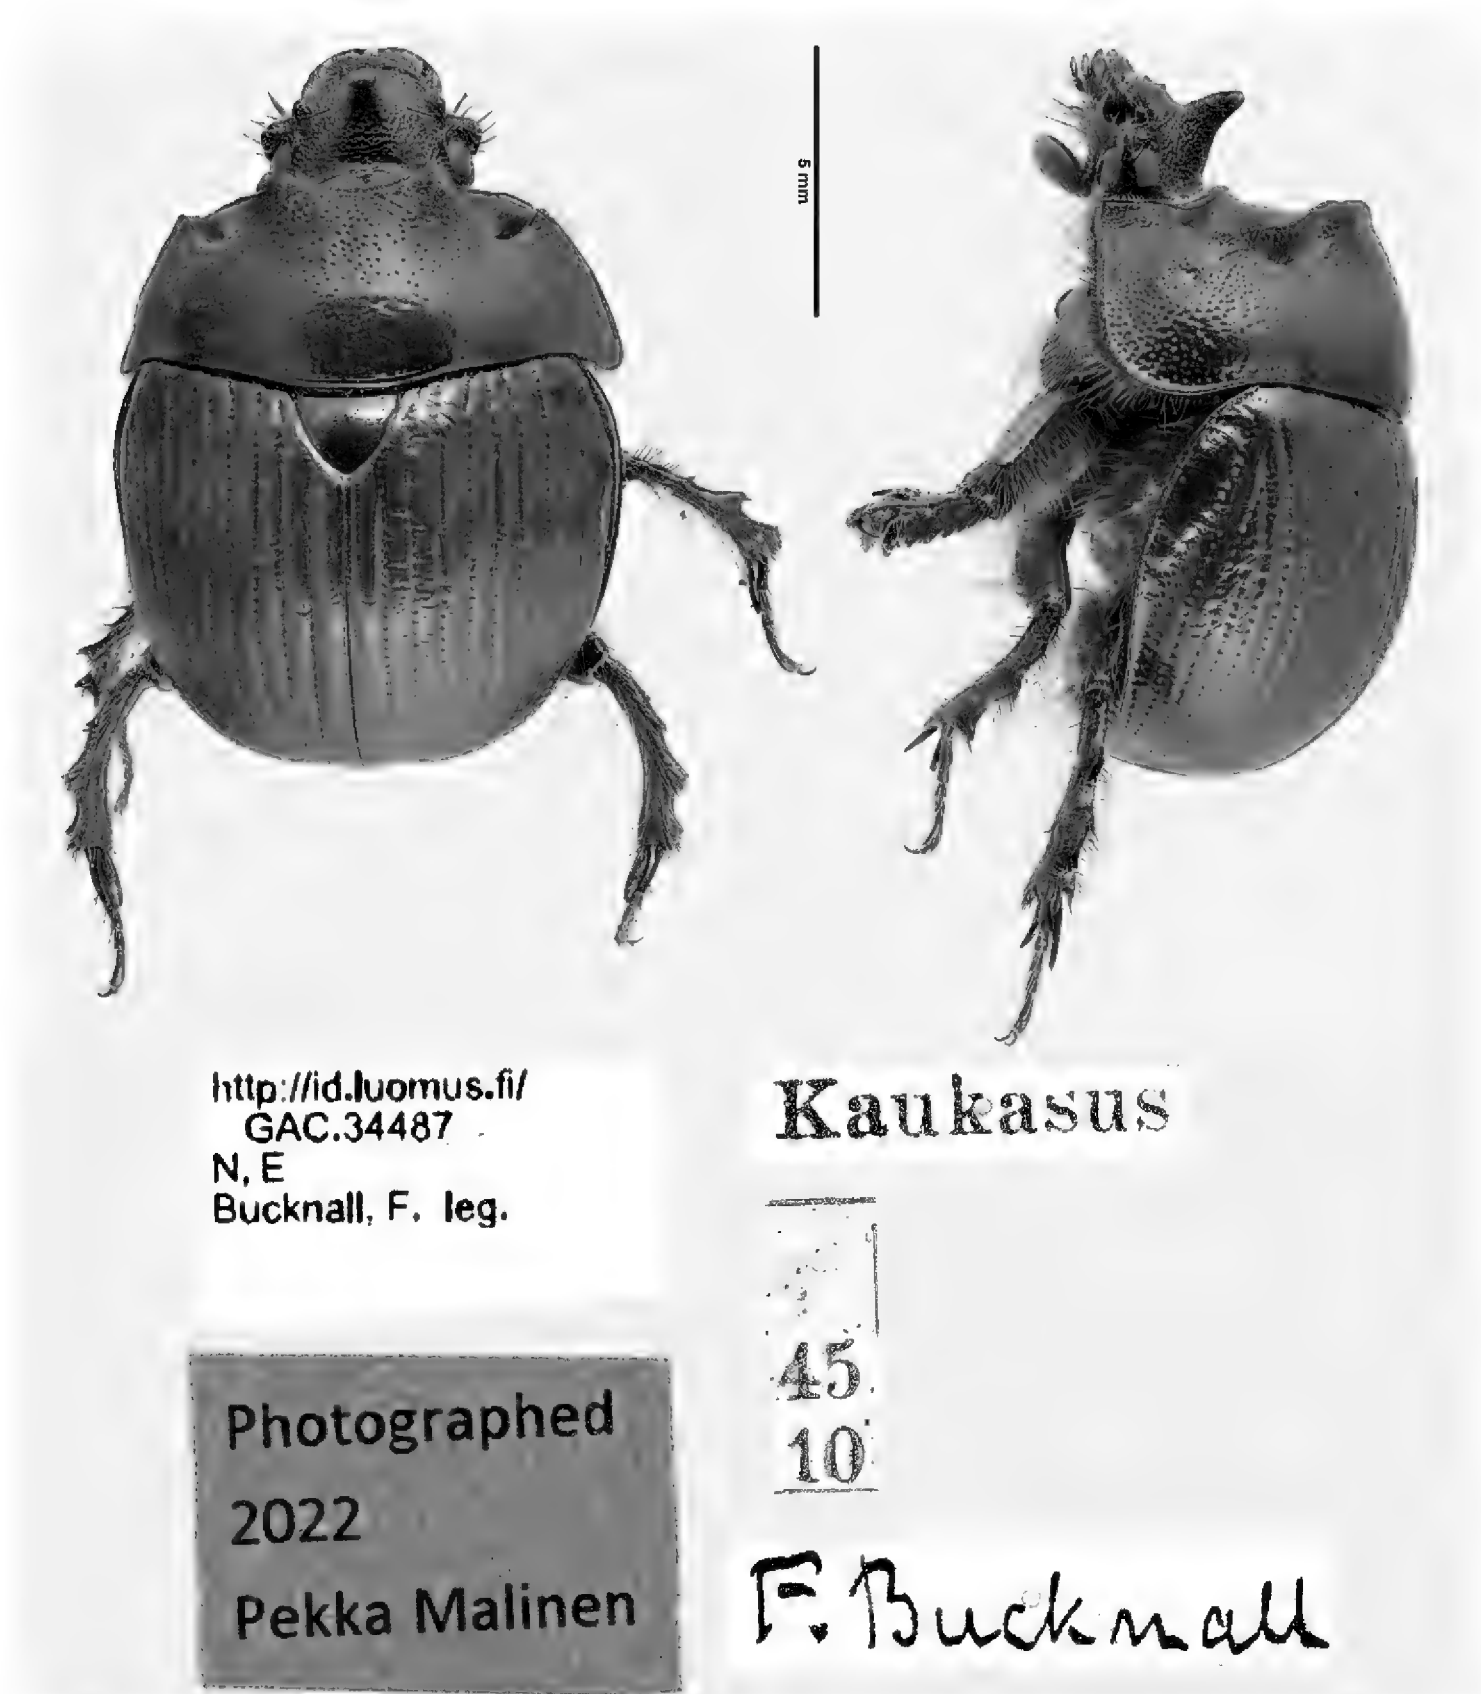 5 mm
http://id.luomus.fi/
GAC.34487
N, E
Bucknall, F. leg.
Kaukasus
45
10
Photographed
2022
Pekka Malinen
F. Bucknall